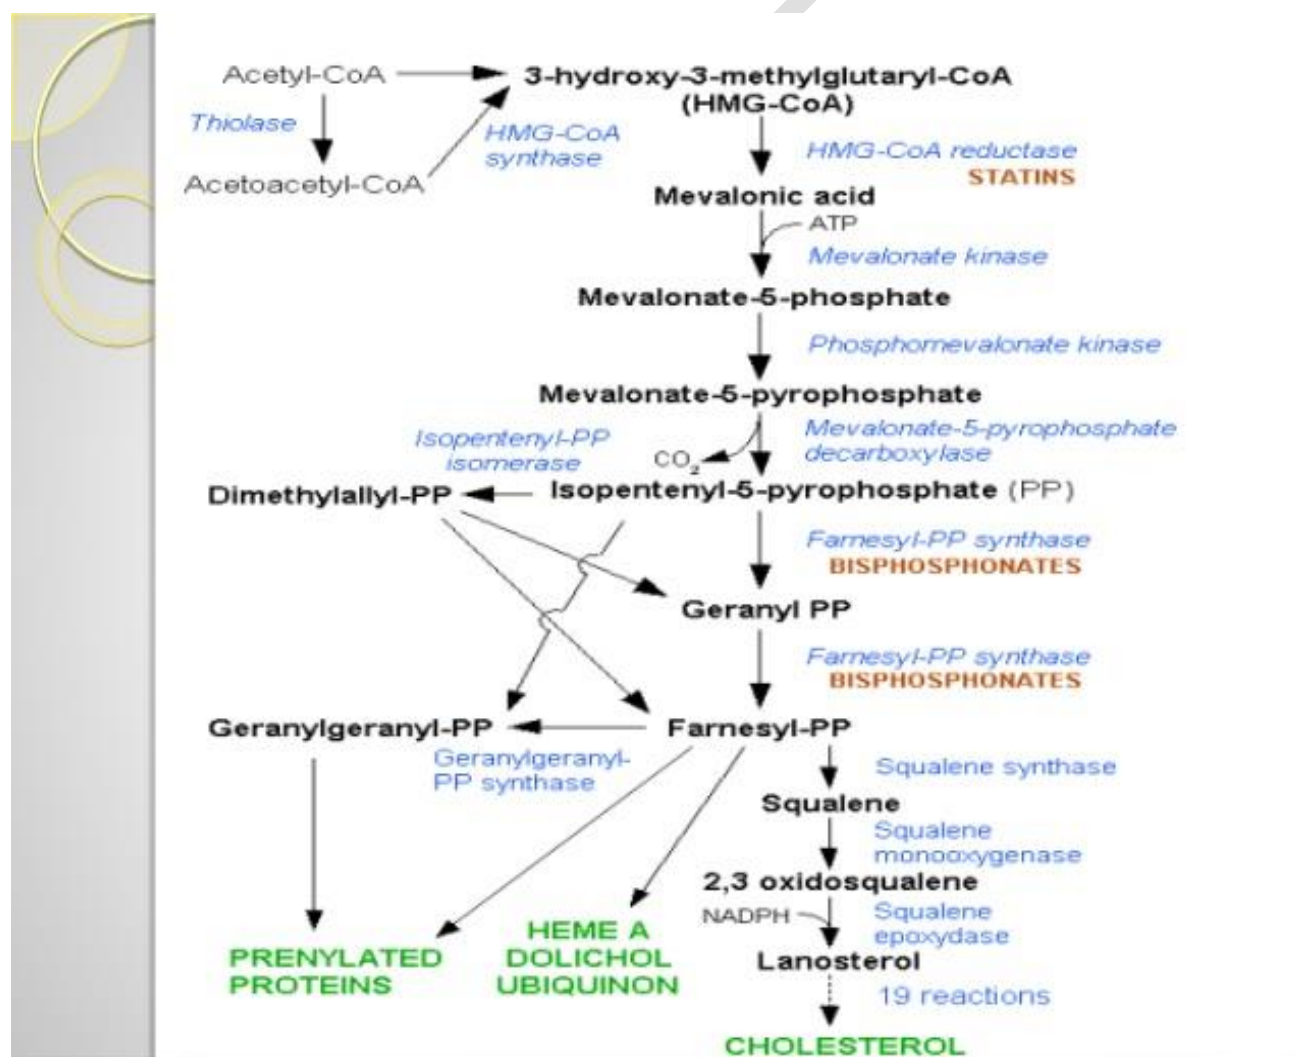 Acetyl-CoA
3-hydroxy-3-methylglutaryl-CoA
(HMG-CoA)
Thiolase
HMG-CoA
synthase
HMG-CoA reductase
STATINS
Acetoacetyl-CoA
Mevalonic acid
ATP
Mevalonate kinase
Mevalonate-5-phosphate
Phosphomevalonate kinase
Mevalonate-5-pyrophosphate
Isopentenyl-PP
isomerase
CO2
Mevalonate-5-pyrophosphate
decarboxylase
Dimethylallyl-PP
Isopentenyl-5-pyrophosphate (PP)
Farnesyl-PP synthase
BISPHOSPHONATES
Geranyl PP
Farnesyl-PP synthase
BISPHOSPHONATES
Geranylgeranyl-PP
Farnesyl-PP
Geranylgeranyl-
PP synthase
Squalene synthase
Squalene
Squalene
monooxygenase
2,3 oxidosqualene
NADPH
Squalene
epoxydase
Lanosterol
19 reactions
PRENYLATED
PROTEINS
HEME A
DOLICHOL
UBIQUINON
CHOLESTEROL